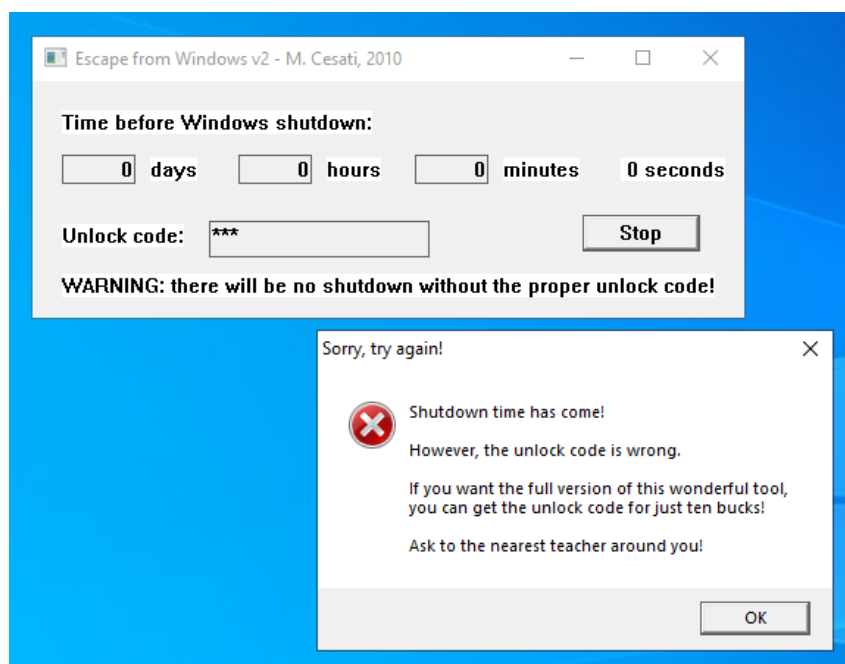 Escape from Windows v2 - M. Cesati, 2010
Time before Windows shutdown:
0 days 0 hours 0 minutes 0 seconds
Unlock code: *** Stop
WARNING: there will be no shutdown without the proper unlock code!
Sorry, try again!
Shutdown time has come!
However, the unlock code is wrong.
If you want the full version of this wonderful tool,
you can get the unlock code for just ten bucks!
Ask to the nearest teacher around you!
OK